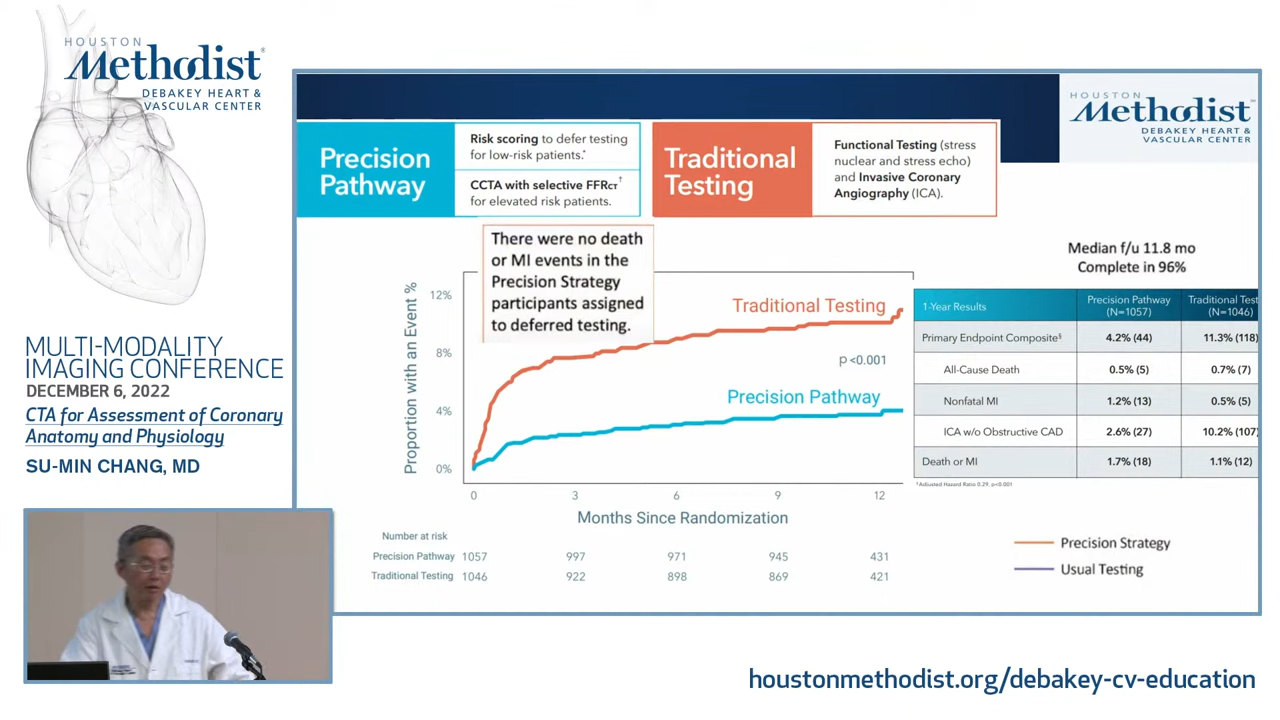 HOUSTON
Methodist®
DEBAKEY HEART &
VASCULAR CENTER
MULTI-MODALITY
IMAGING CONFERENCE
DECEMBER 6, 2022
CTA for Assessment of Coronary
Anatomy and Physiology
SU-MIN CHANG, MD
HOUSTON
Methodist
DEBAKEY HEART &
VASCULAR CENTER
Precision
Pathway
Risk scoring to defer testing
for low-risk patients.*
CCTA with selective FFRCT†
for elevated risk patients.
Traditional
Testing
Functional Testing (stress
nuclear and stress echo)
and Invasive Coronary
Angiography (ICA).
There were no death
or MI events in the
Precision Strategy
participants assigned
to deferred testing.
Proportion with an Event %
12%
8%
4%
0%
Traditional Testing
p <0.001
Precision Pathway
0 3 6 9 12
Months Since Randomization
Number at risk
Precision Pathway 1057 997 971 945 431
Traditional Testing 1046 922 898 869 421
Median f/u 11.8 mo
Complete in 96%
1-Year Results Precision Pathway (N=1057) Traditional Test (N=1046)
Primary Endpoint Composite§ 4.2% (44) 11.3% (118)
All-Cause Death 0.5% (5) 0.7% (7)
Nonfatal MI 1.2% (13) 0.5% (5)
ICA w/o Obstructive CAD 2.6% (27) 10.2% (107)
Death or MI 1.7% (18) 1.1% (12)
Adjusted Hazard Ratio 0.29, p<0.001
Precision Strategy
Usual Testing
houstonmethodist.org/debakey-cv-education